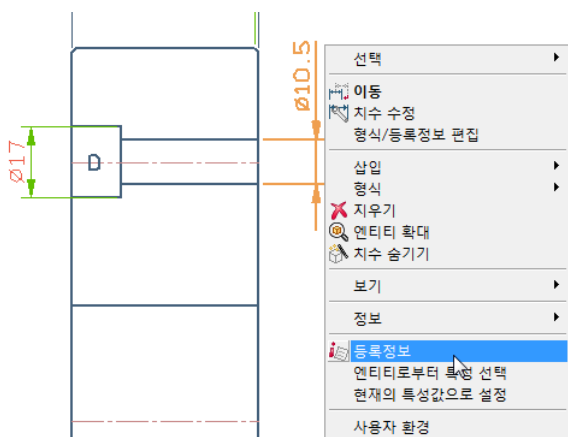 ø10.5
ø17
D
선택
이동
치수 수정
형식/등록정보 편집
삽입
형식
지우기
엔티티 확대
치수 숨기기
보기
정보
등록정보
엔티티로부터 특성 선택
현재의 특성값으로 설정
사용자 환경